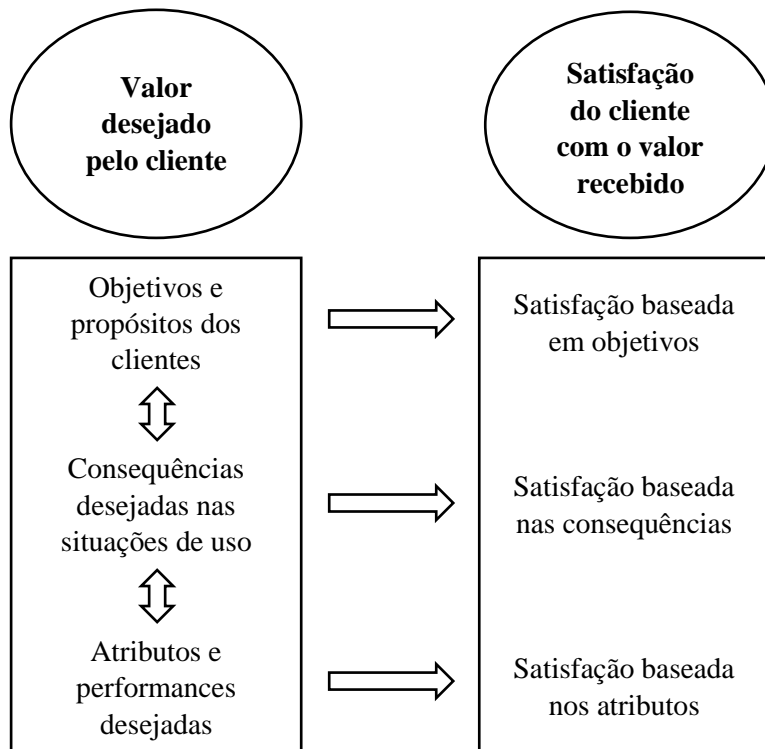 Valor
desejado
pelo cliente
Satisfação
do cliente
com o valor
recebido
Objetivos e
propósitos dos
clientes
Satisfação baseada
em objetivos
Consequências
desejadas nas
situações de uso
Satisfação baseada
nas consequências
Atributos e
performances
desejadas
Satisfação baseada
nos atributos